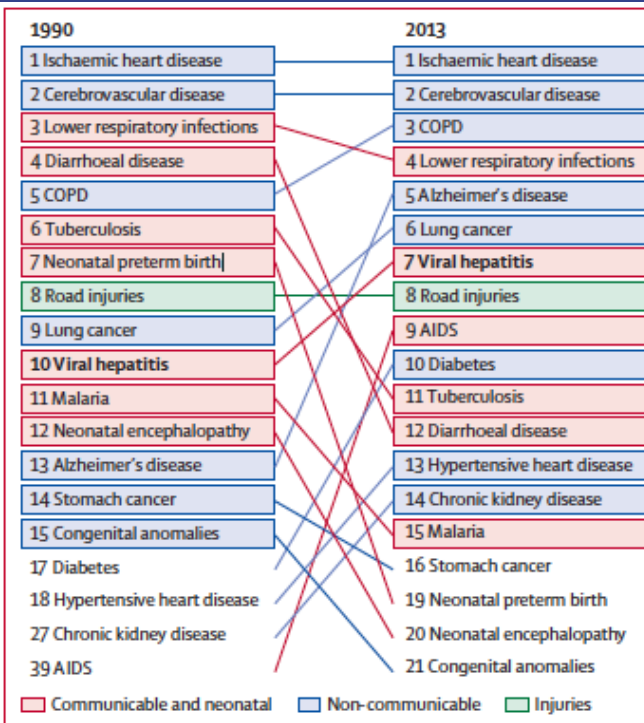 1990
1 Ischaemic heart disease
2 Cerebrovascular disease
3 Lower respiratory infections
4 Diarrhoeal disease
5 COPD
6 Tuberculosis
7 Neonatal preterm birth
8 Road injuries
9 Lung cancer
10 Viral hepatitis
11 Malaria
12 Neonatal encephalopathy
13 Alzheimer's disease
14 Stomach cancer
15 Congenital anomalies
17 Diabetes
18 Hypertensive heart disease
27 Chronic kidney disease
39 AIDS
2013
1 Ischaemic heart disease
2 Cerebrovascular disease
3 COPD
4 Lower respiratory infections
5 Alzheimer's disease
6 Lung cancer
7 Viral hepatitis
8 Road injuries
9 AIDS
10 Diabetes
11 Tuberculosis
12 Diarrhoeal disease
13 Hypertensive heart disease
14 Chronic kidney disease
15 Malaria
16 Stomach cancer
19 Neonatal preterm birth
20 Neonatal encephalopathy
21 Congenital anomalies
Communicable and neonatal
Non-communicable
Injuries